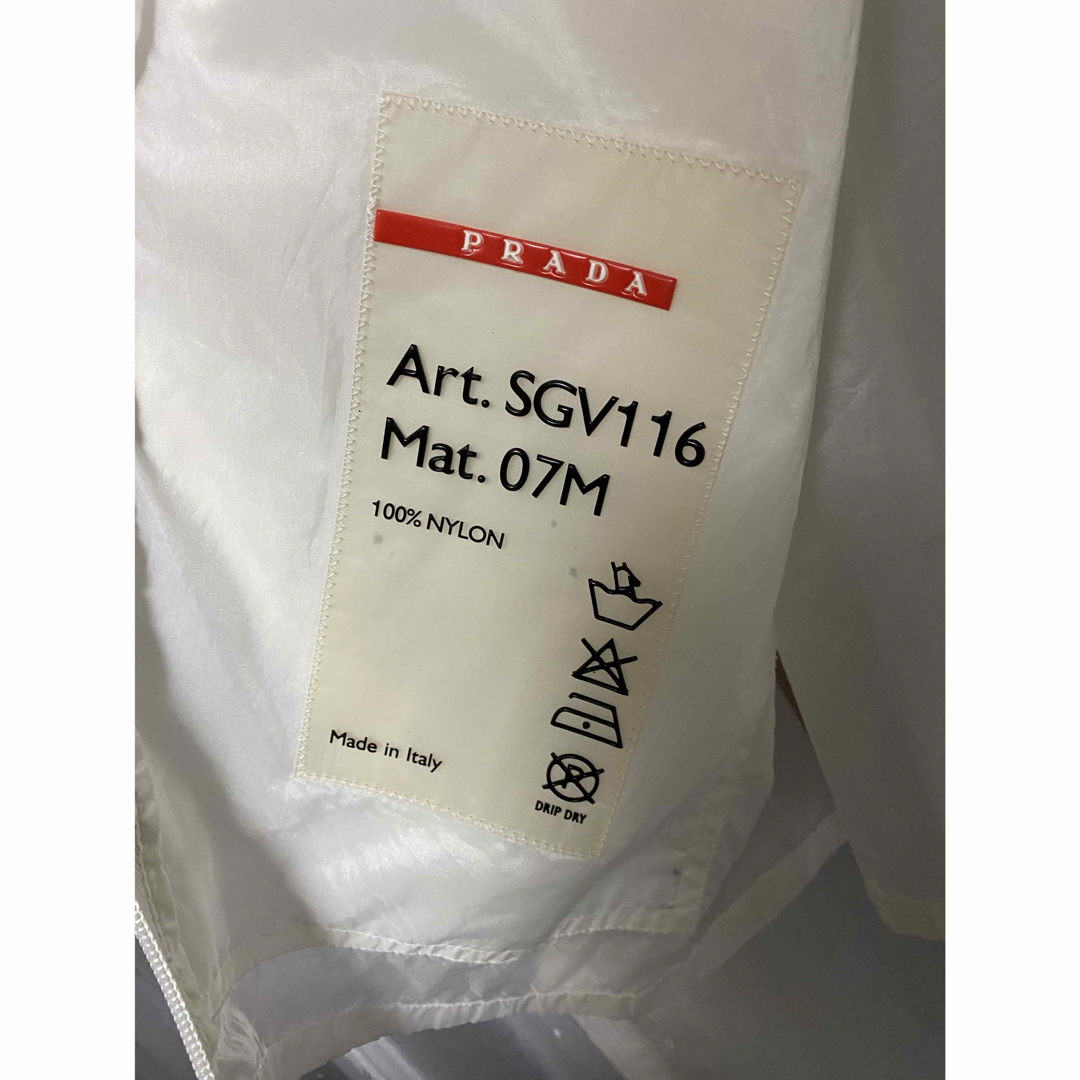 PRADA
Art. SGV116
Mat. 07M
100% NYLON
Made in Italy
P
DRIP DRY